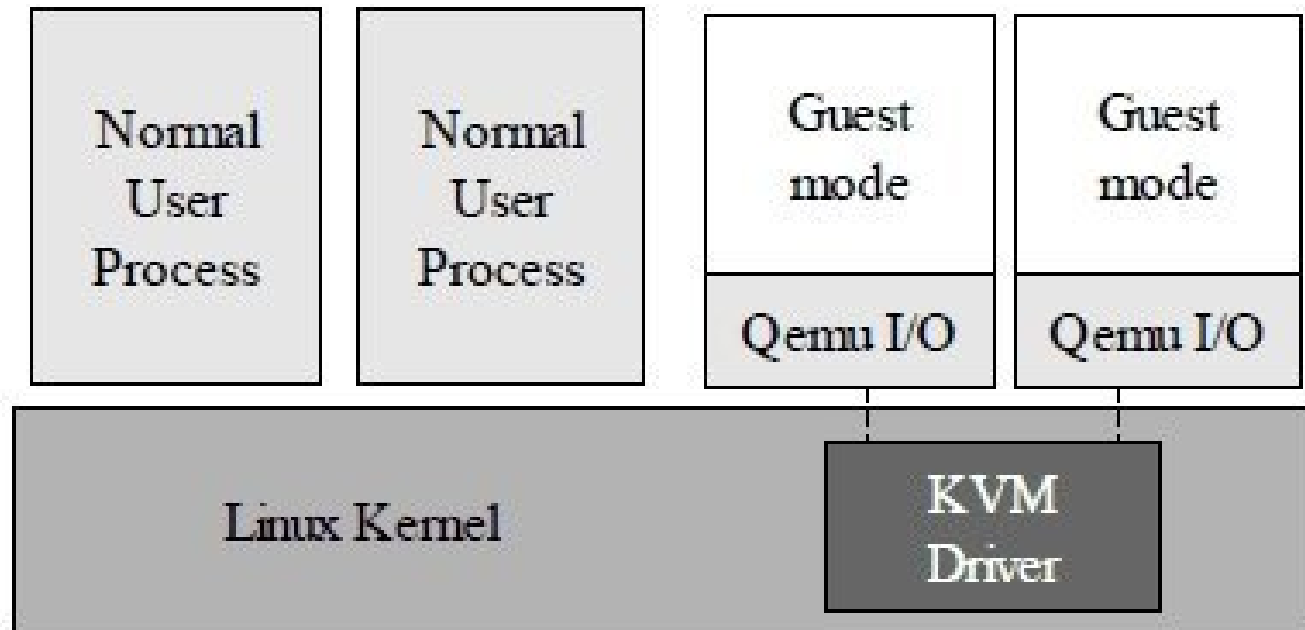 Normal
User
Process
Normal
User
Process
Guest
mode
Qemu I/O
Guest
mode
Qemu I/O
Linux Kernel
KVM
Driver